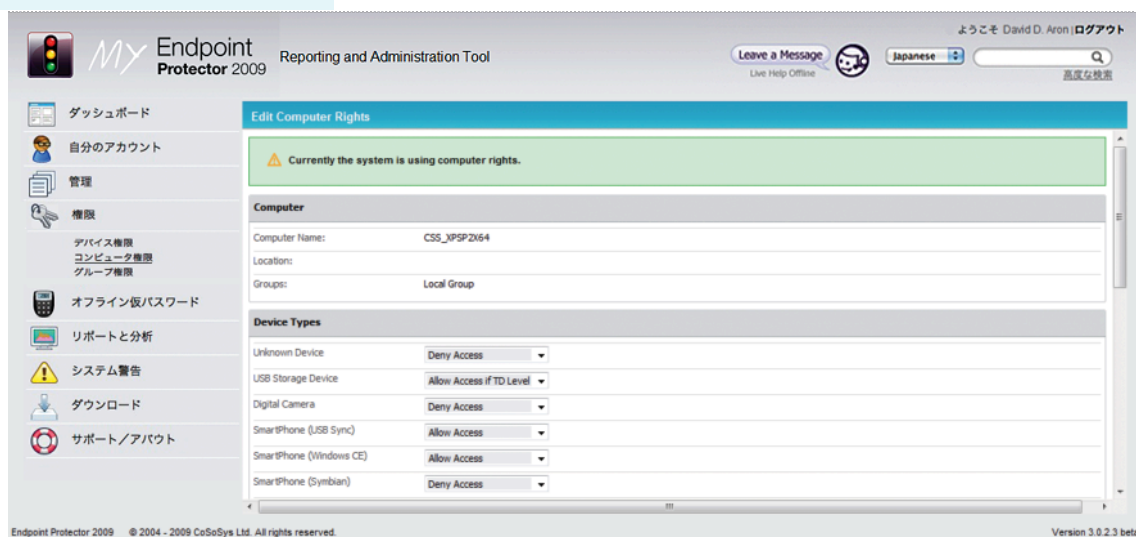 ようこそ David D. Aron |ログアウト
MY Endpoint Protector 2009
Reporting and Administration Tool
Leave a Message
Live Help Offline
Japanese
高度な検索
ダッシュボード
自分のアカウント
管理
権限
デバイス権限
コンピュータ権限
グループ権限
オフライン仮パスワード
リポートと分析
システム警告
ダウンロード
サポート／アバウト
Edit Computer Rights
Currently the system is using computer rights.
Computer
Computer Name: CSS_XPSP2X64
Location:
Groups: Local Group
Device Types
Unknown Device Deny Access
USB Storage Device Allow Access if TD Level
Digital Camera Deny Access
SmartPhone (USB Sync) Allow Access
SmartPhone (Windows CE) Allow Access
SmartPhone (Symbian) Deny Access
Endpoint Protector 2009 © 2004 - 2009 CoSoSys Ltd. All rights reserved.
Version 3.0.2.3 beta